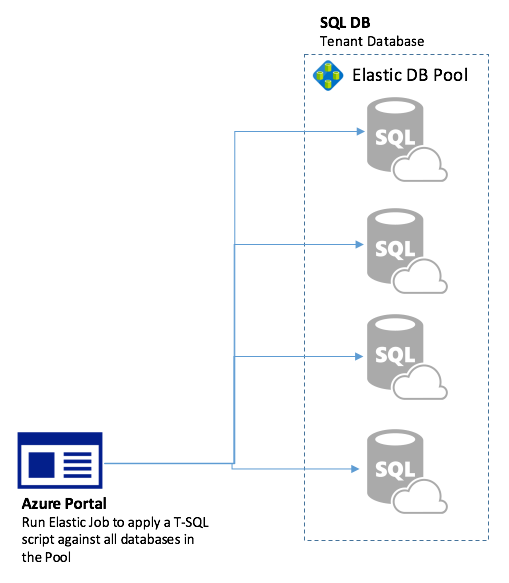 SQL DB
Tenant Database
Elastic DB Pool
SQL
SQL
SQL
SQL
Azure Portal
Run Elastic Job to apply a T-SQL
script against all databases in
the Pool